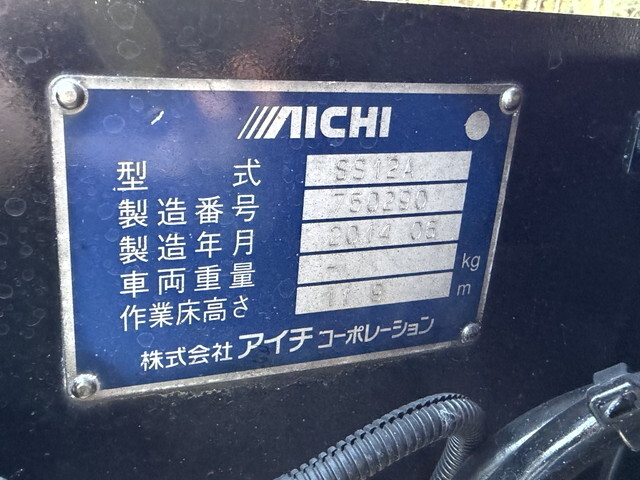 AICHI
型 式 SS12A
製造番号 750290
製造年月 2014 05
車両重量 - kg
作業床高さ 11 9 m
株式会社 アイチ コーポレーション